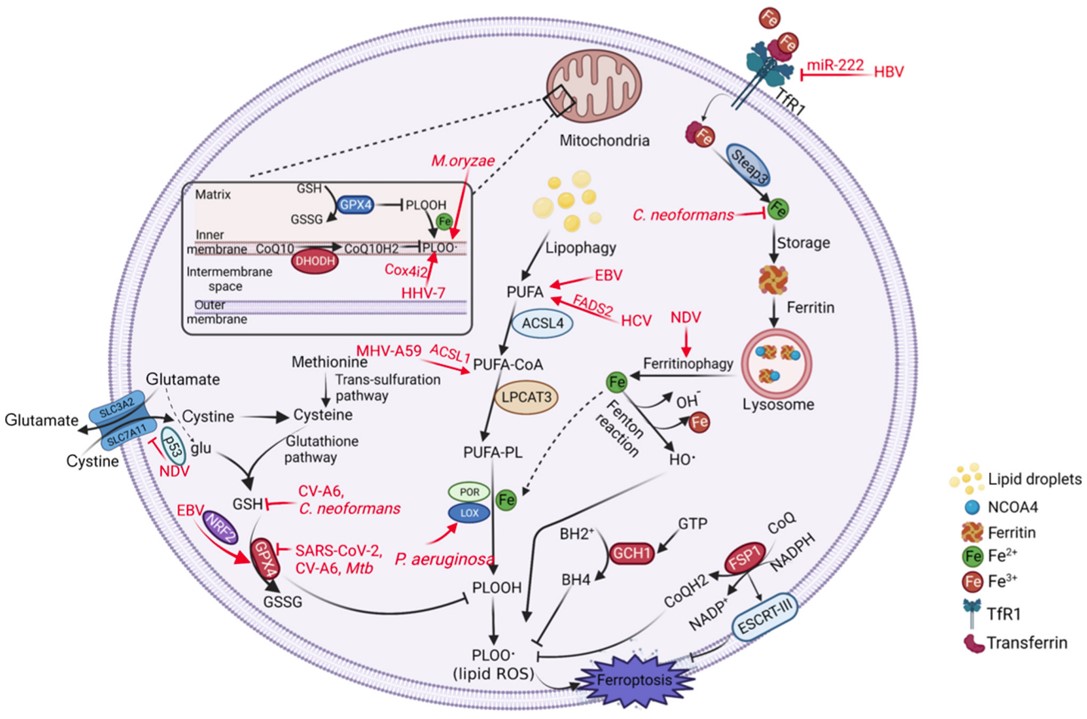 Fe
Fe
miR-222
HBV
TfR1
Mitochondria
Fe
Steap3
M.oryzae
Matrix
GSH
GPX4
PLOOH
GSSG
Fe
Inner
membrane
CoQ10
CoQ10H2
PLOO·
DHODH
Intermembrane
space
Cox4i2
HHV-7
Outer
membrane
Lipophagy
C. neoformans
Fe
Storage
Ferritin
PUFA
EBV
FADS2
HCV
ACSL4
NDV
MHV-A59
ACSL1
PUFA-CoA
Ferritinophagy
Lysosome
Methionine
Trans-sulfuration
pathway
Glutamate
LPCAT3
Fe
OH⁻
Fe
Fenton
reaction
HO·
SLC3A2
SLC7A11
Glutamate
Cystine
Cystine
Cysteine
p53
glu
NDV
Glutathione
pathway
PUFA-PL
GSH
CV-A6,
C. neoformans
POR
LOX
Fe
EBV
NRF2
GPX4
SARS-CoV-2,
CV-A6, Mtb
P. aeruginosa
GSSG
PLOOH
BH2⁺
GTP
GCH1
BH4
CoQ
FSP1
NADPH
CoQH2
NADP⁺
ESCRT-III
PLOO·
(lipid ROS)
Ferroptosis
Lipid droplets
NCOA4
Ferritin
Fe
Fe²⁺
Fe
Fe³⁺
TfR1
Transferrin